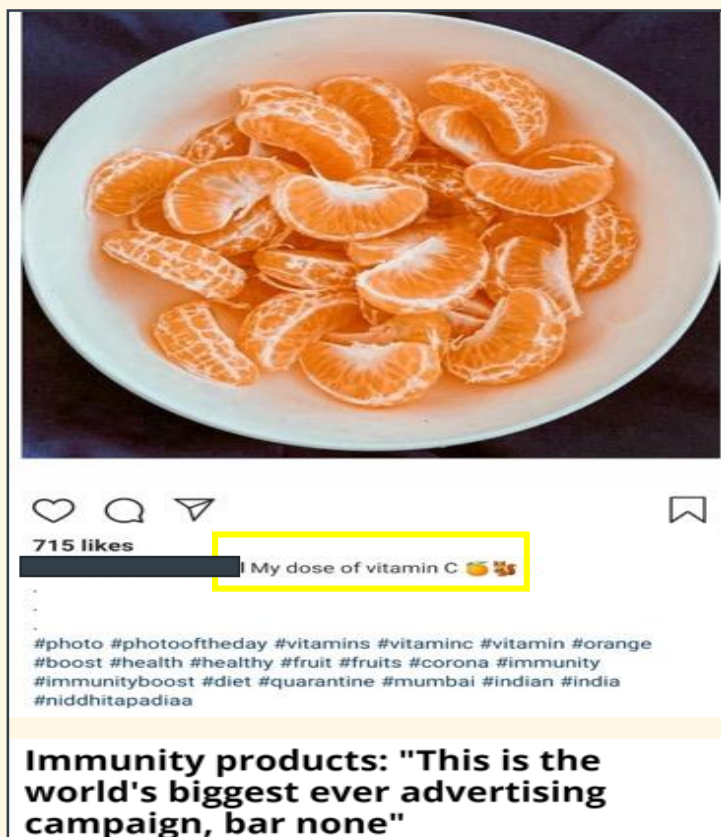 715 likes
My dose of vitamin C 🍊🐿️
.
.
.
#photo #photooftheday #vitamins #vitaminc #vitamin #orange
#boost #health #healthy #fruit #fruits #corona #immunity
#immunityboost #diet #quarantine #mumbai #indian #india
#niddhitapadiaa
Immunity products: "This is the
world's biggest ever advertising
campaign, bar none"